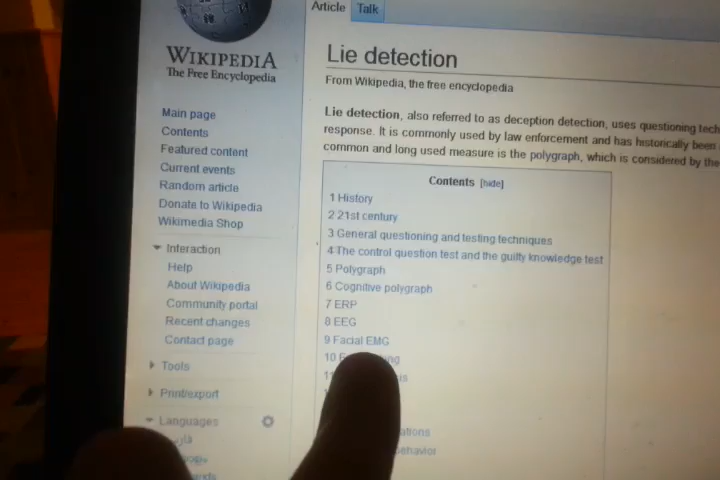 Article Talk
WIKIPEDIA
The Free Encyclopedia
Main page
Contents
Featured content
Current events
Random article
Donate to Wikipedia
Wikimedia Shop
Interaction
Help
About Wikipedia
Community portal
Recent changes
Contact page
Tools
Print/export
Languages
Lie detection
From Wikipedia, the free encyclopedia
Lie detection, also referred to as deception detection, uses questioning
response. It is commonly used by law enforcement and has historically been
common and long used measure is the polygraph, which is considered by the
Contents [hide]
1 History
2 21st century
3 General questioning and testing techniques
4 The control question test and the guilty knowledge test
5 Polygraph
6 Cognitive polygraph
7 ERP
8 EEG
9 Facial EMG
10